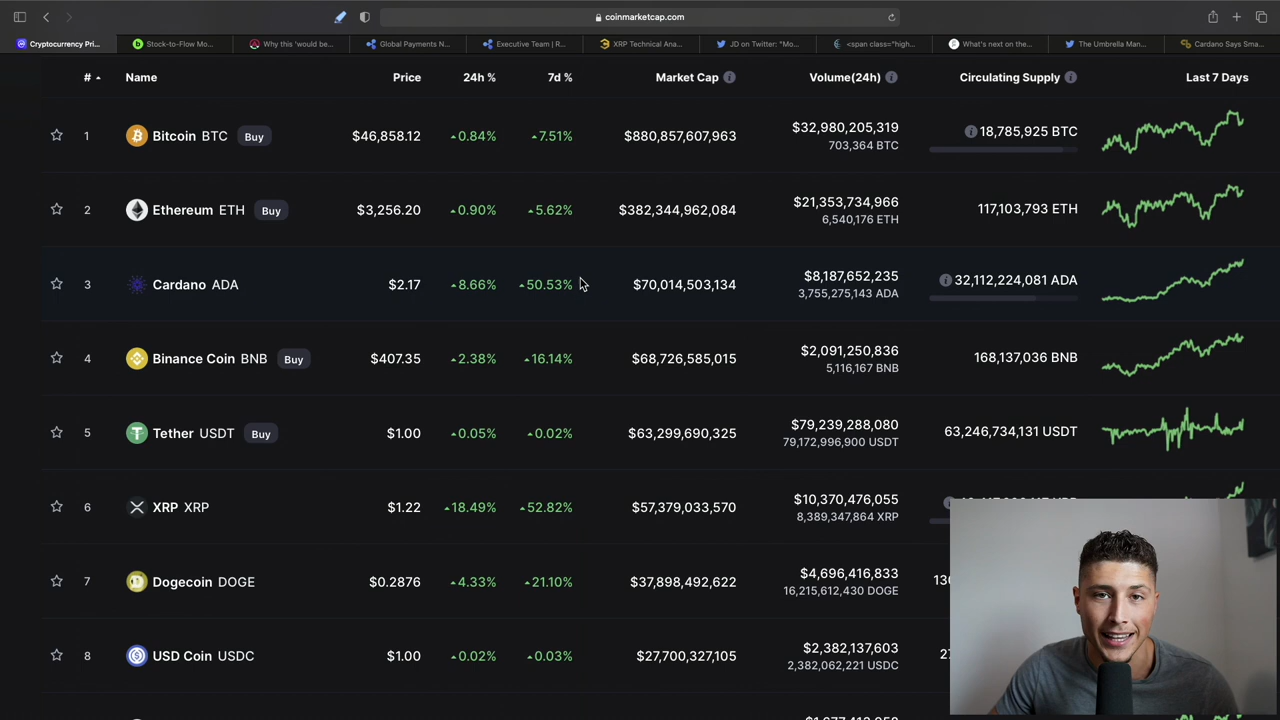 coinmarketcap.com
Cryptocurrency Pri...
Stock-to-Flow Mo...
Why this 'would be...
Global Payments N...
Executive Team | R...
XRP Technical Ana...
JD on Twitter: "Mo...
<span class="high...
What's next on the...
The Umbrella Man...
Cardano Says Sma...
# Name Price 24h % 7d % Market Cap Volume(24h) Circulating Supply Last 7 Days
1 Bitcoin BTC Buy $46,858.12 0.84% 7.51% $880,857,607,963 $32,980,205,319 18,785,925 BTC
703,364 BTC
2 Ethereum ETH Buy $3,256.20 0.90% 5.62% $382,344,962,084 $21,353,734,966 117,103,793 ETH
6,540,176 ETH
3 Cardano ADA $2.17 8.66% 50.53% $70,014,503,134 $8,187,652,235 32,112,224,081 ADA
3,755,275,143 ADA
4 Binance Coin BNB Buy $407.35 2.38% 16.14% $68,726,585,015 $2,091,250,836 168,137,036 BNB
5,116,167 BNB
5 Tether USDT Buy $1.00 0.05% 0.02% $63,299,690,325 $79,239,288,080 63,246,734,131 USDT
79,172,996,900 USDT
6 XRP XRP $1.22 18.49% 52.82% $57,379,033,570 $10,370,476,055
8,389,347,864 XRP
7 Dogecoin DOGE $0.2876 4.33% 21.10% $37,898,492,622 $4,696,416,833
16,215,612,430 DOGE
8 USD Coin USDC $1.00 0.02% 0.03% $27,700,327,105 $2,382,137,603
2,382,062,221 USDC